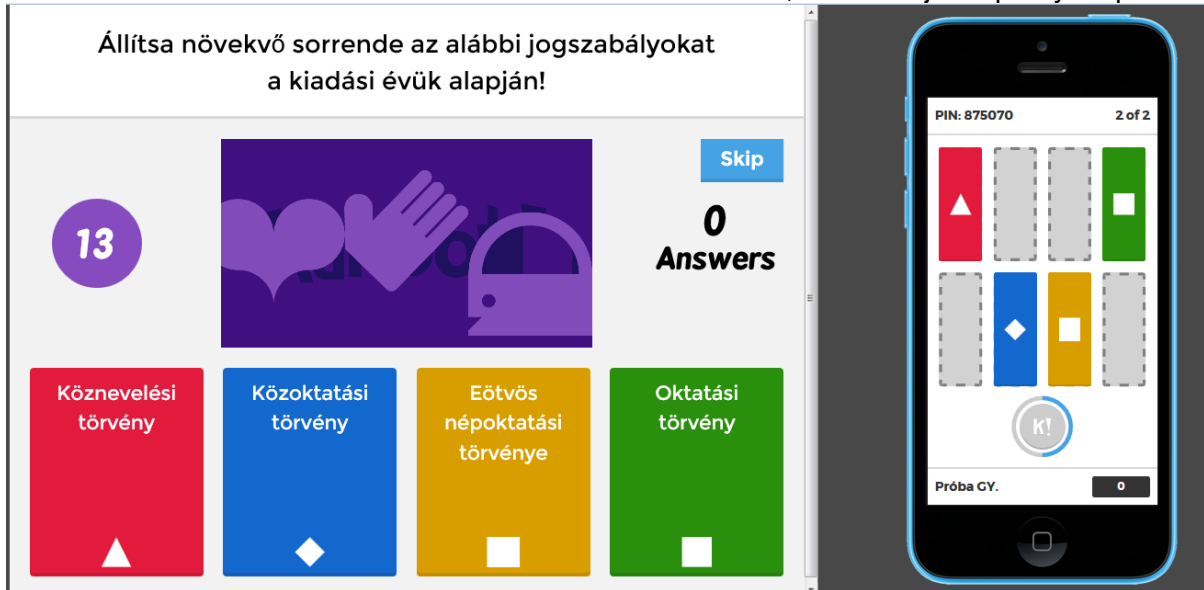 Állítsa növekvő sorrende az alábbi jogszabályokat
a kiadási évük alapján!
13
Skip
0
Answers
Köznevelési
törvény
Közoktatási
törvény
Eötvös
népoktatási
törvénye
Oktatási
törvény
PIN: 875070
2 of 2
K!
Próba GY.
0